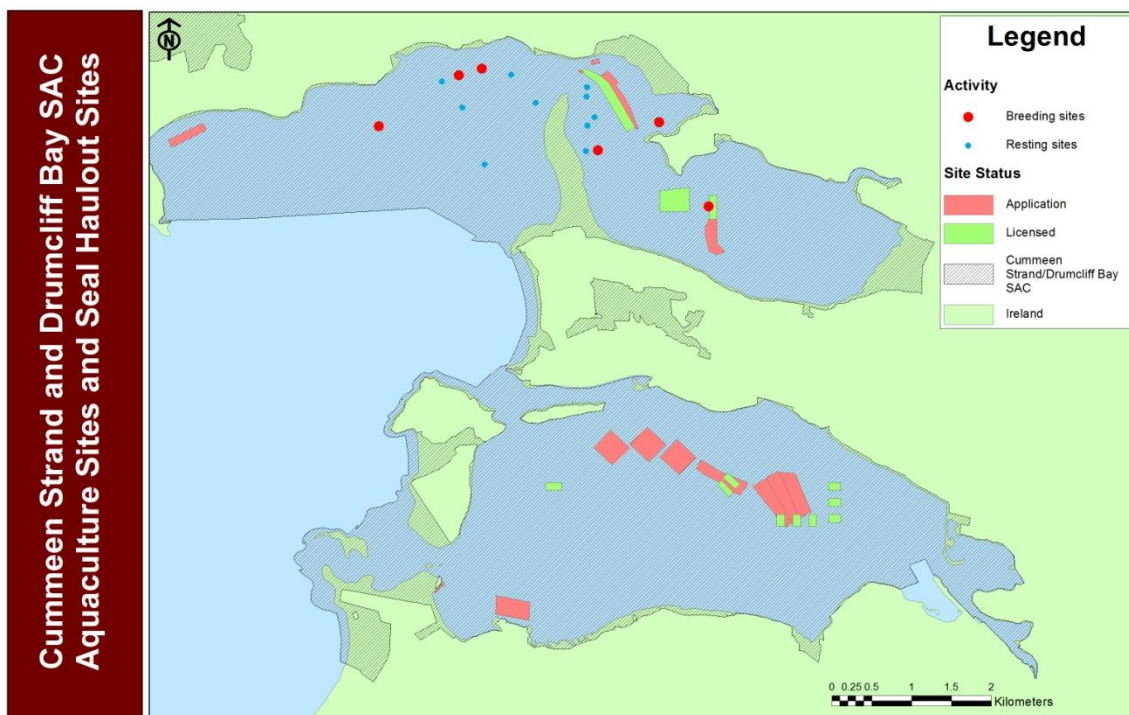 Cummeen Strand and Drumcliff Bay SAC
Aquaculture Sites and Seal Haulout Sites
N
Legend
Activity
Breeding sites
Resting sites
Site Status
Application
Licensed
Cummeen
Strand/Drumcliff Bay
SAC
Ireland
0 0.25 0.5 1 1.5 2
Kilometers